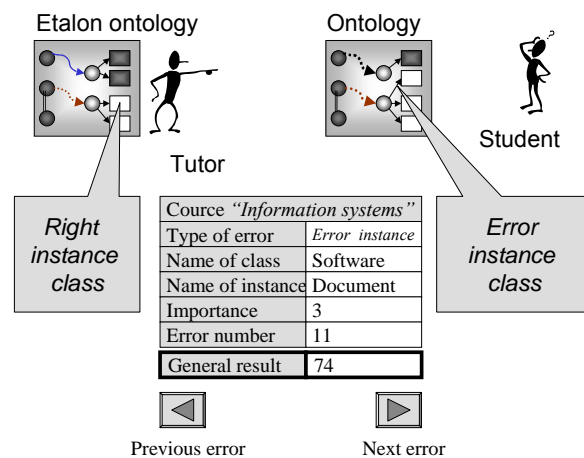 Etalon ontology
Ontology
Tutor
Student
Right
instance
class
Error
instance
class
Cource "Information systems"
Type of error Error instance
Name of class Software
Name of instance Document
Importance 3
Error number 11
General result 74
Previous error
Next error
?